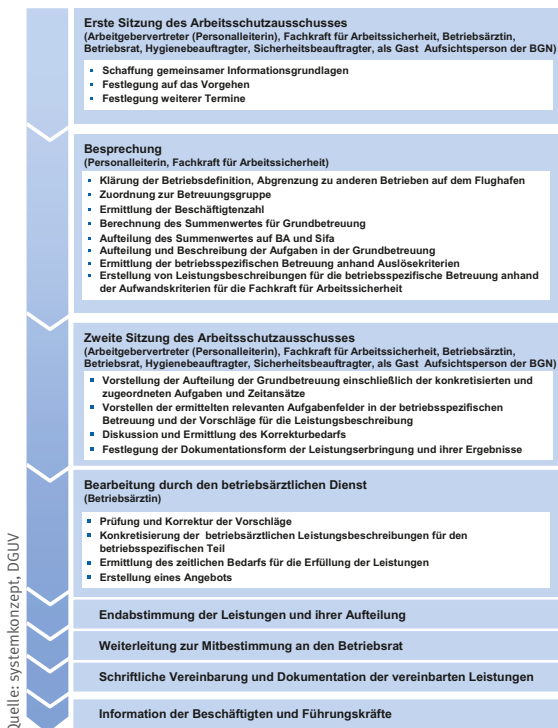 Erste Sitzung des Arbeitsschutzausschusses
(Arbeitgebervertreter (Personalleiterin), Fachkraft für Arbeitssicherheit, Betriebsärztin,
Betriebsrat, Hygienebeauftragter, Sicherheitsbeauftragter, als Gast Aufsichtsperson der BGN)
▪ Schaffung gemeinsamer Informationsgrundlagen
▪ Festlegung auf das Vorgehen
▪ Festlegung weiterer Termine
Besprechung
(Personalleiterin, Fachkraft für Arbeitssicherheit)
▪ Klärung der Betriebsdefinition, Abgrenzung zu anderen Betrieben auf dem Flughafen
▪ Zuordnung zur Betreuungsgruppe
▪ Ermittlung der Beschäftigtenzahl
▪ Berechnung des Summenwertes für Grundbetreuung
▪ Aufteilung des Summenwertes auf BA und Sifa
▪ Aufteilung und Beschreibung der Aufgaben in der Grundbetreuung
▪ Ermittlung der betriebsspezifischen Betreuung anhand Auslösekriterien
▪ Erstellung von Leistungsbeschreibungen für die betriebsspezifische Betreuung anhand
der Aufwandskriterien für die Fachkraft für Arbeitssicherheit
Zweite Sitzung des Arbeitsschutzausschusses
(Arbeitgebervertreter (Personalleiterin), Fachkraft für Arbeitssicherheit, Betriebsärztin,
Betriebsrat, Hygienebeauftragter, Sicherheitsbeauftragter, als Gast Aufsichtsperson der BGN)
▪ Vorstellung der Aufteilung der Grundbetreuung einschließlich der konkretisierten und
zugeordneten Aufgaben und Zeitansätze
▪ Vorstellen der ermittelten relevanten Aufgabenfelder in der betriebsspezifischen
Betreuung und der Vorschläge für die Leistungsbeschreibung
▪ Diskussion und Ermittlung des Korrekturbedarfs
▪ Festlegung der Dokumentationsform der Leistungserbringung und ihrer Ergebnisse
Bearbeitung durch den betriebsärztlichen Dienst
(Betriebsärztin)
▪ Prüfung und Korrektur der Vorschläge
▪ Konkretisierung der betriebsärztlichen Leistungsbeschreibungen für den
betriebsspezifischen Teil
▪ Ermittlung des zeitlichen Bedarfs für die Erfüllung der Leistungen
▪ Erstellung eines Angebots
Endabstimmung der Leistungen und ihrer Aufteilung
Weiterleitung zur Mitbestimmung an den Betriebsrat
Schriftliche Vereinbarung und Dokumentation der vereinbarten Leistungen
Information der Beschäftigten und Führungskräfte
Quelle: systemkonzept, DGUV